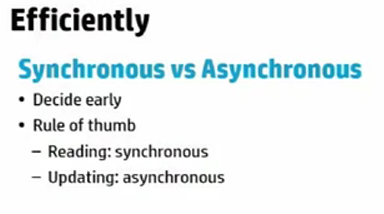 Efficiently
Synchronous vs Asynchronous
• Decide early
• Rule of thumb
– Reading: synchronous
– Updating: asynchronous